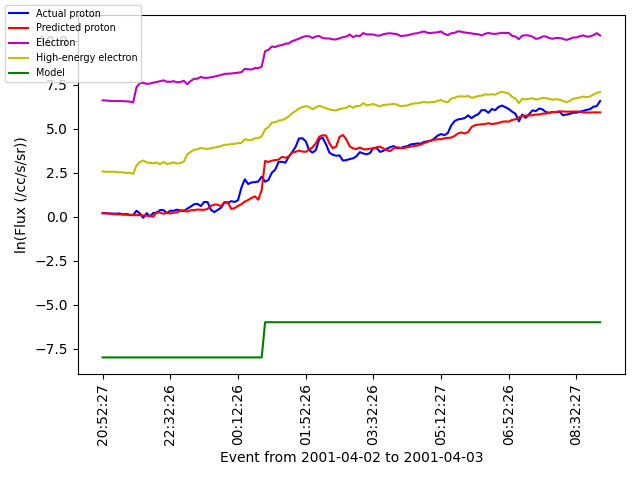 Actual proton
Predicted proton
Electron
High-energy electron
Model
ln(Flux (/cc/s/sr))
7.5
5.0
2.5
0.0
−2.5
−5.0
−7.5
20:52:27
22:32:26
00:12:26
01:52:26
03:32:26
05:12:27
06:52:26
08:32:27
Event from 2001-04-02 to 2001-04-03